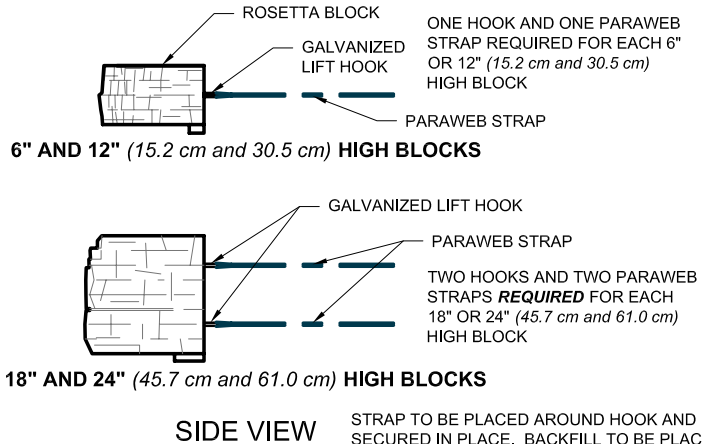 ROSETTA BLOCK
GALVANIZED
LIFT HOOK
ONE HOOK AND ONE PARAWEB
STRAP REQUIRED FOR EACH 6"
OR 12" (15.2 cm and 30.5 cm)
HIGH BLOCK
PARAWEB STRAP
6" AND 12" (15.2 cm and 30.5 cm) HIGH BLOCKS
GALVANIZED LIFT HOOK
PARAWEB STRAP
TWO HOOKS AND TWO PARAWEB
STRAPS REQUIRED FOR EACH
18" OR 24" (45.7 cm and 61.0 cm)
HIGH BLOCK
18" AND 24" (45.7 cm and 61.0 cm) HIGH BLOCKS
SIDE VIEW
STRAP TO BE PLACED AROUND HOOK AND
SECURED IN PLACE. BACKFILL TO BE PLAC